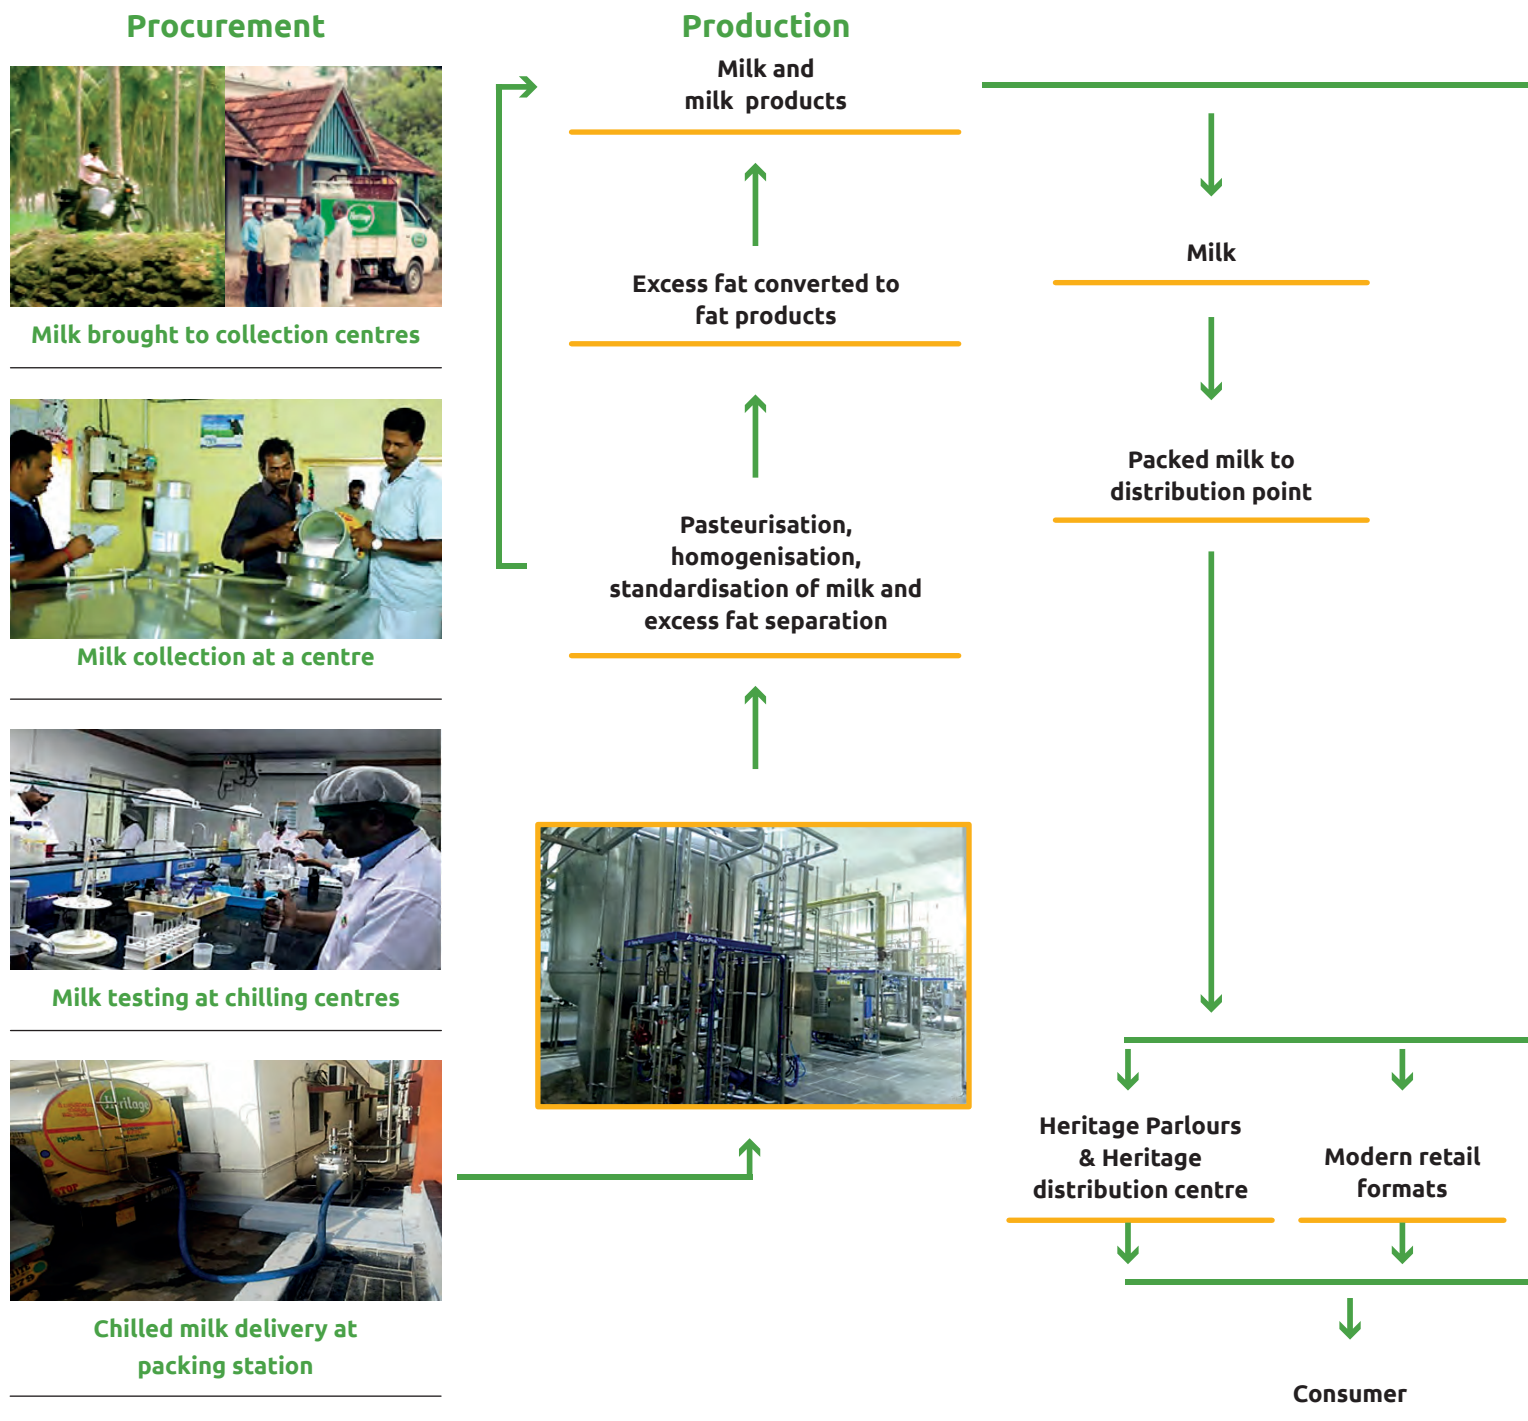 Procurement
Milk brought to collection centres
Milk collection at a centre
Milk testing at chilling centres
Heritage
Chilled milk delivery at
packing station
Production
Milk and
milk products
Excess fat converted to
fat products
Pasteurisation,
homogenisation,
standardisation of milk and
excess fat separation
Milk
Packed milk to
distribution point
Heritage Parlours
& Heritage
distribution centre
Modern retail
formats
Consumer